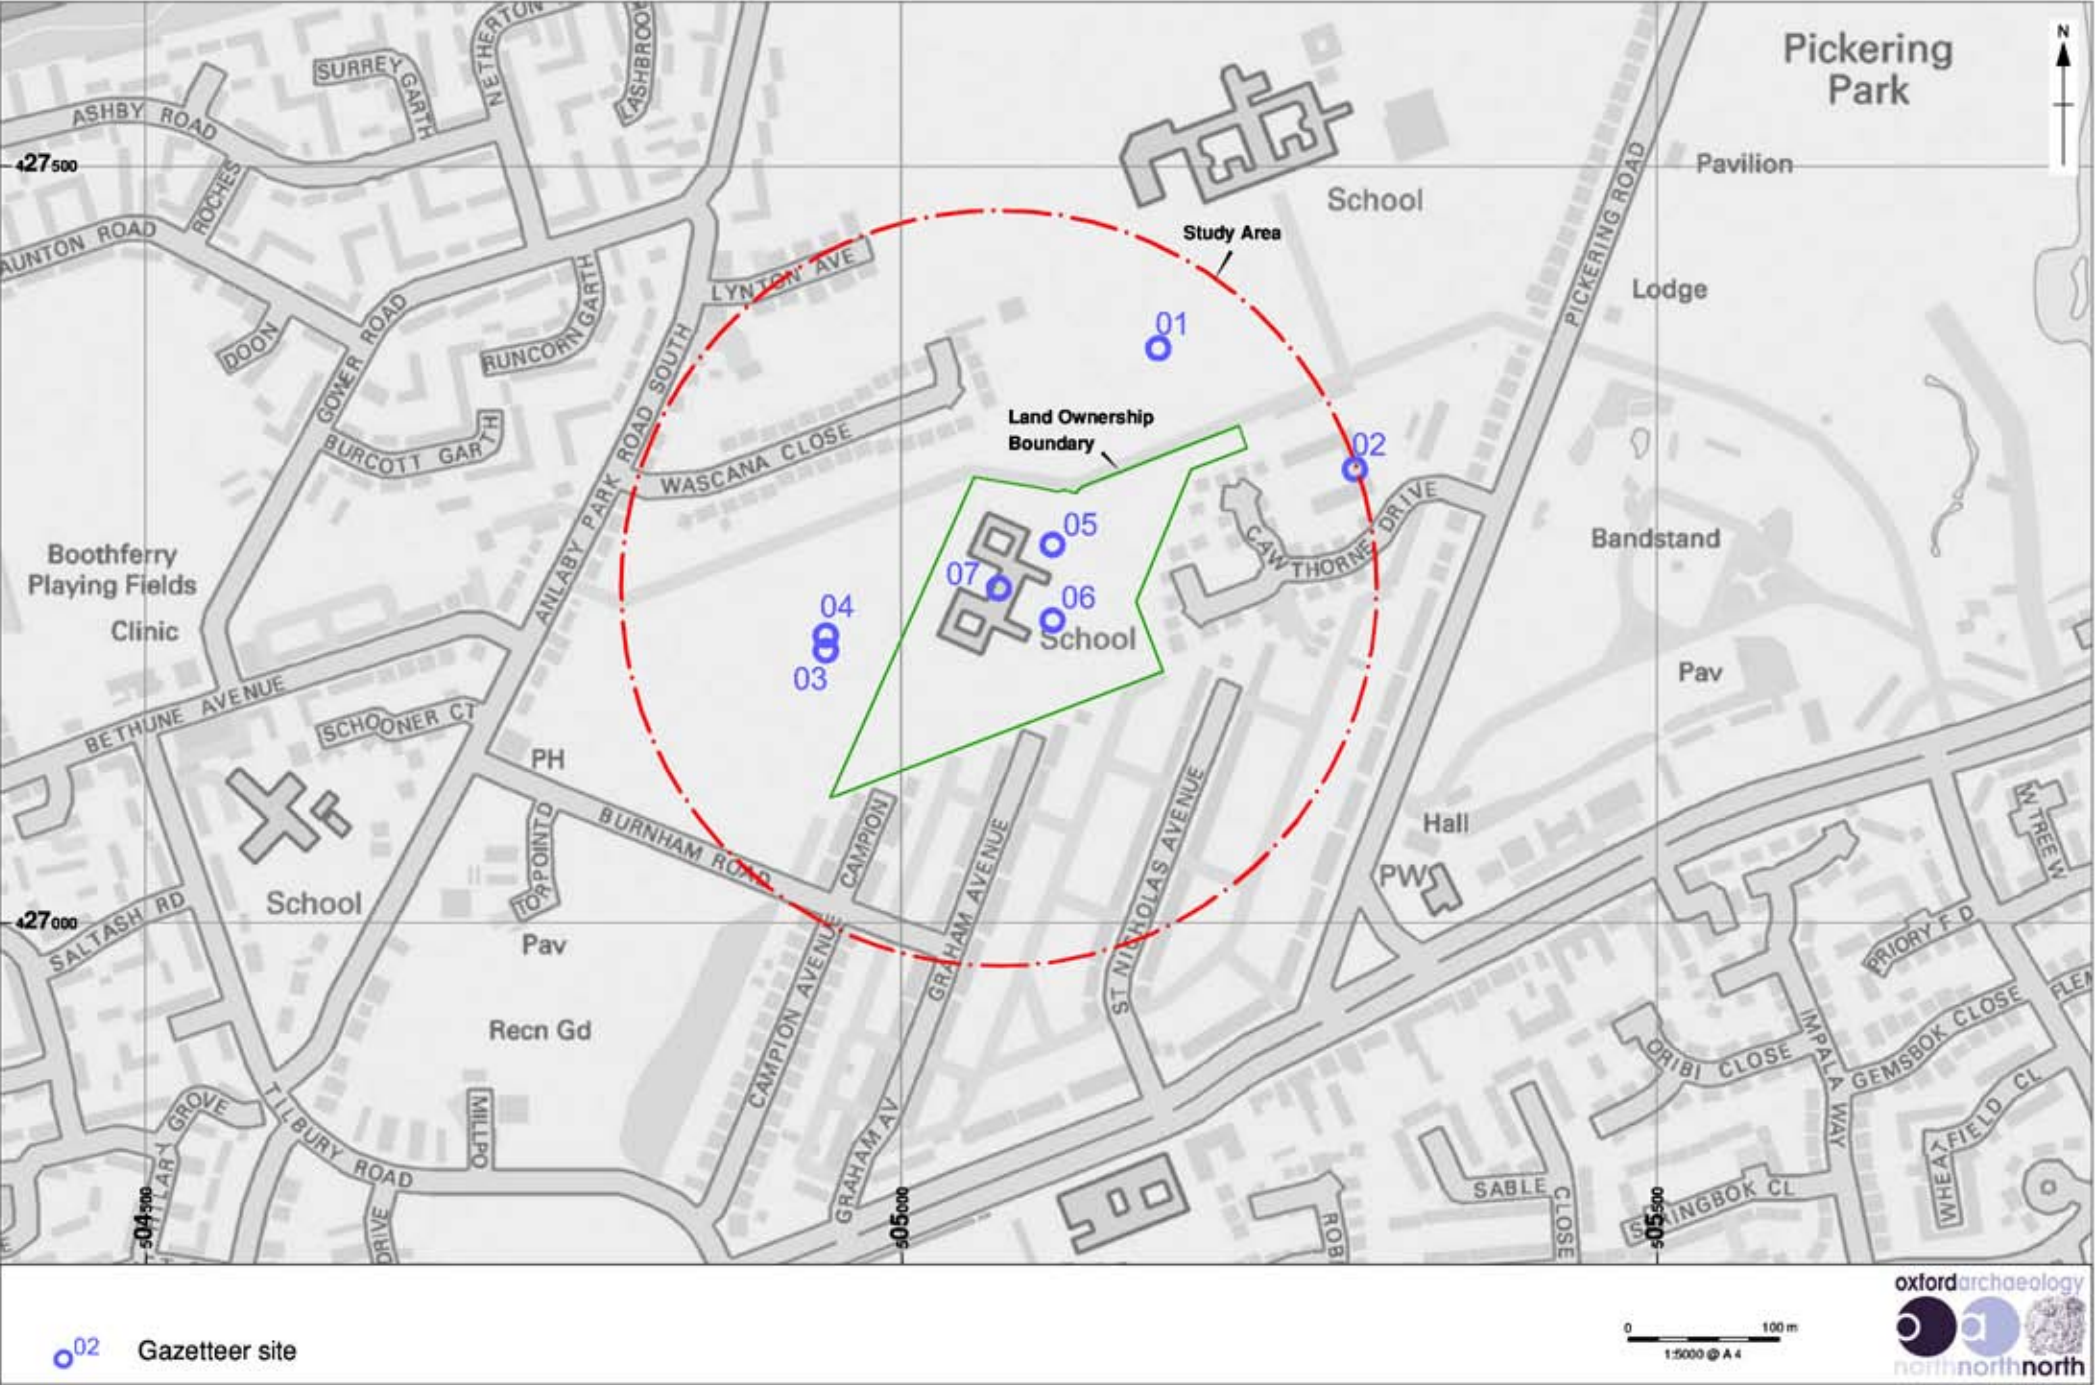 N
Pickering
Park
NETHERTON
LASHBROOK
SURREY GARTH
ASHBY ROAD
427500
ROCHES
Pavilion
School
Study Area
AUNTON ROAD
LYNTON AVE
RUNCORN GARTH
PICKERING ROAD
Lodge
DOON
GOWER ROAD
01
Land Ownership
Boundary
BURCOTT GARTH
WASCANA CLOSE
02
ANLABY PARK ROAD SOUTH
CAWTHORNE DRIVE
Bandstand
Boothferry
Playing Fields
Clinic
05
07
06
School
04
03
Pav
BETHUNE AVENUE
SCHOONER CT
PH
BURNHAM ROAD
TORPOINT D
CAMPION
GRAHAM AVENUE
ST NICHOLAS AVENUE
Hall
PW
W TREE W
School
SALTASH RD
427000
Pav
Recn Gd
CAMPION AVENUE
PRIORY F D
FLEA
IMPALA WAY
ORIBI CLOSE
GEMSBOK CLOSE
GROVE
TILBURY ROAD
MILLPO
GRAHAM AV
WHEATFIELD CL
SABLE CLOSE
DRIVE
ROB
504500
505000
505500
02
Gazetteer site
0 100 m
1:5000 @ A4
oxfordarchaeology
northnorthnorth